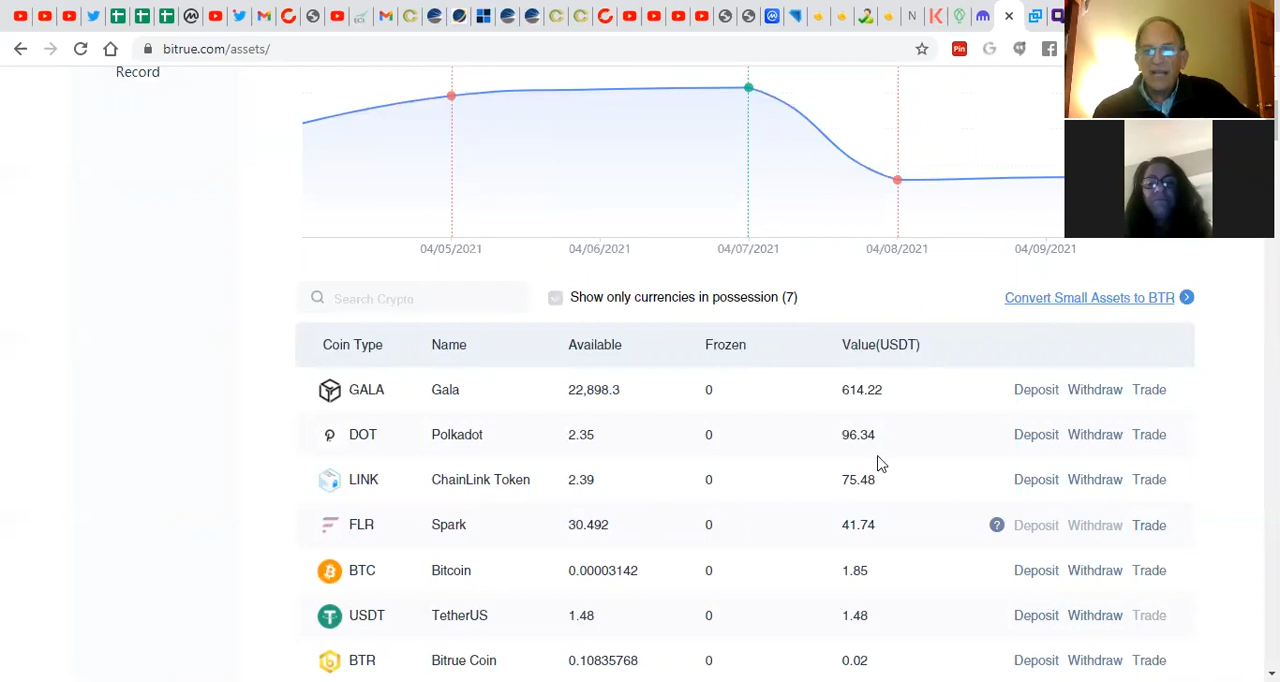 bitrue.com/assets/
Pin
Record
04/05/2021 04/06/2021 04/07/2021 04/08/2021 04/09/2021
Search Crypto Show only currencies in possession (7) Convert Small Assets to BTR
Coin Type Name Available Frozen Value(USDT)
GALA Gala 22,898.3 0 614.22 Deposit Withdraw Trade
DOT Polkadot 2.35 0 96.34 Deposit Withdraw Trade
LINK ChainLink Token 2.39 0 75.48 Deposit Withdraw Trade
FLR Spark 30.492 0 41.74 ? Deposit Withdraw Trade
BTC Bitcoin 0.00003142 0 1.85 Deposit Withdraw Trade
USDT TetherUS 1.48 0 1.48 Deposit Withdraw Trade
BTR Bitrue Coin 0.10835768 0 0.02 Deposit Withdraw Trade